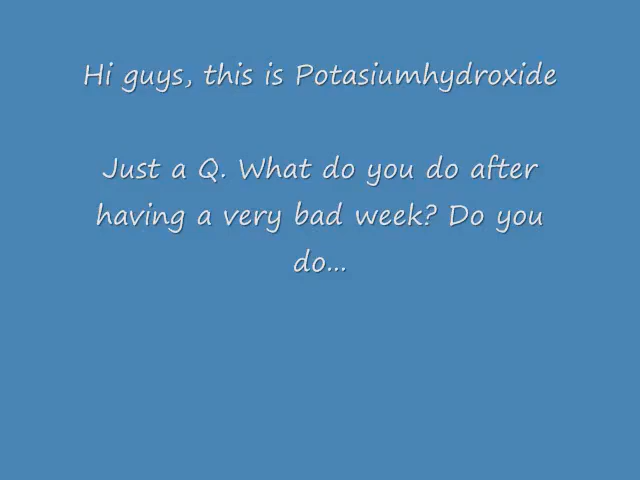 Hi guys, this is Potasiumhydroxide
Just a Q. What do you do after
having a very bad week? Do you
do...